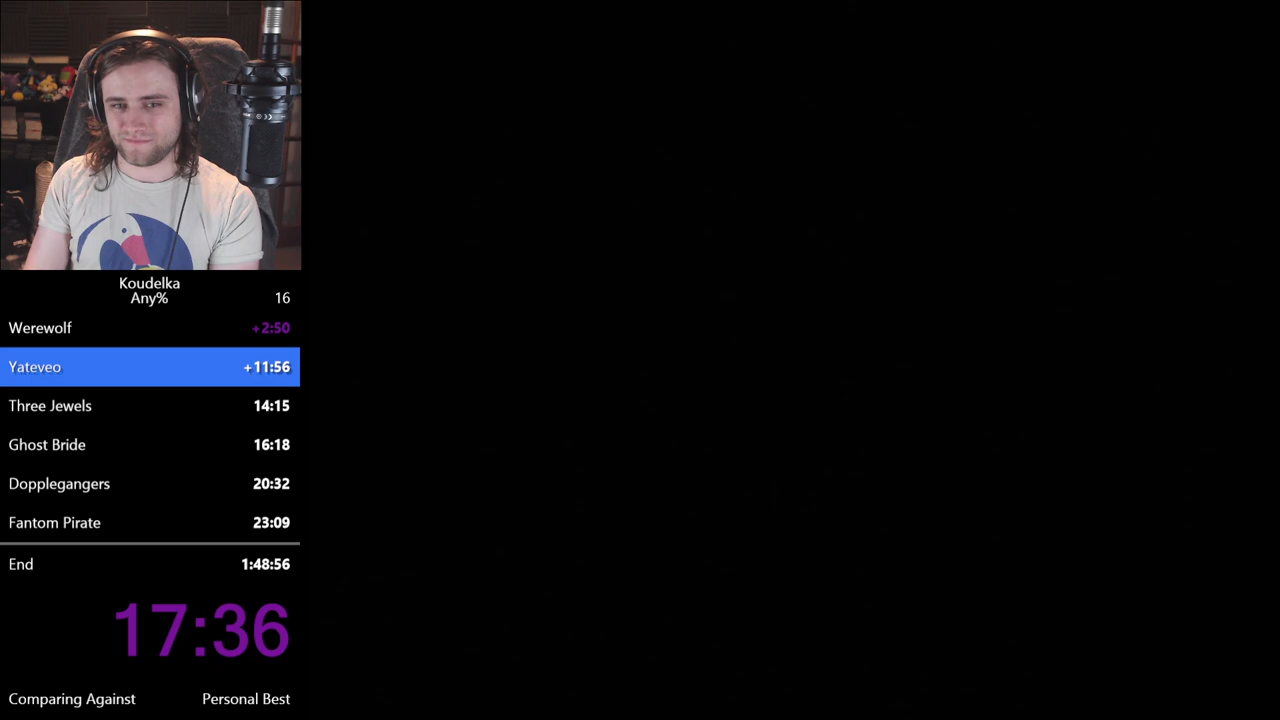 Koudelka
Any%
16
Werewolf +2:50
Yateveo +11:56
Three Jewels 14:15
Ghost Bride 16:18
Dopplegangers 20:32
Fantom Pirate 23:09
End 1:48:56
17:36
Comparing Against Personal Best